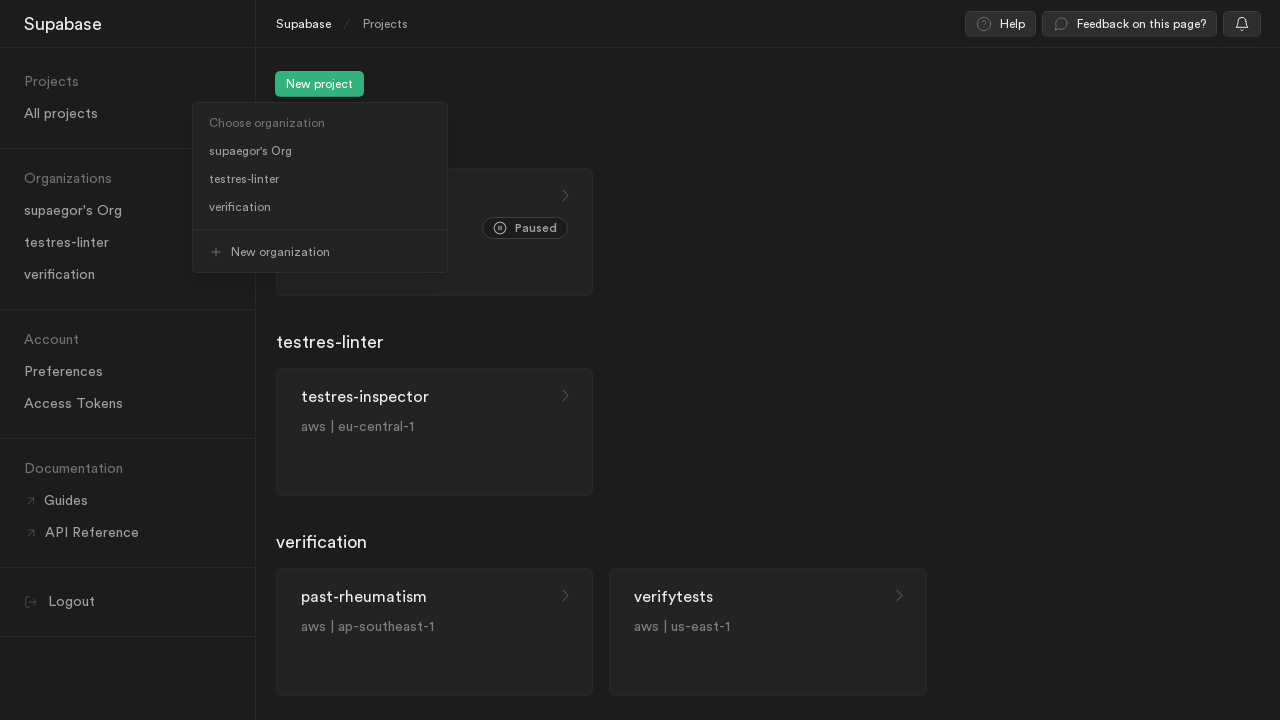 Supabase
Projects
All projects
Organizations
supaegor's Org
testres-linter
verification
Account
Preferences
Access Tokens
Documentation
Guides
API Reference
Logout
Supabase / Projects
Help
Feedback on this page?
New project
Choose organization
supaegor's Org
testres-linter
verification
New organization
Paused
testres-linter
testres-inspector
aws | eu-central-1
verification
past-rheumatism
aws | ap-southeast-1
verifytests
aws | us-east-1